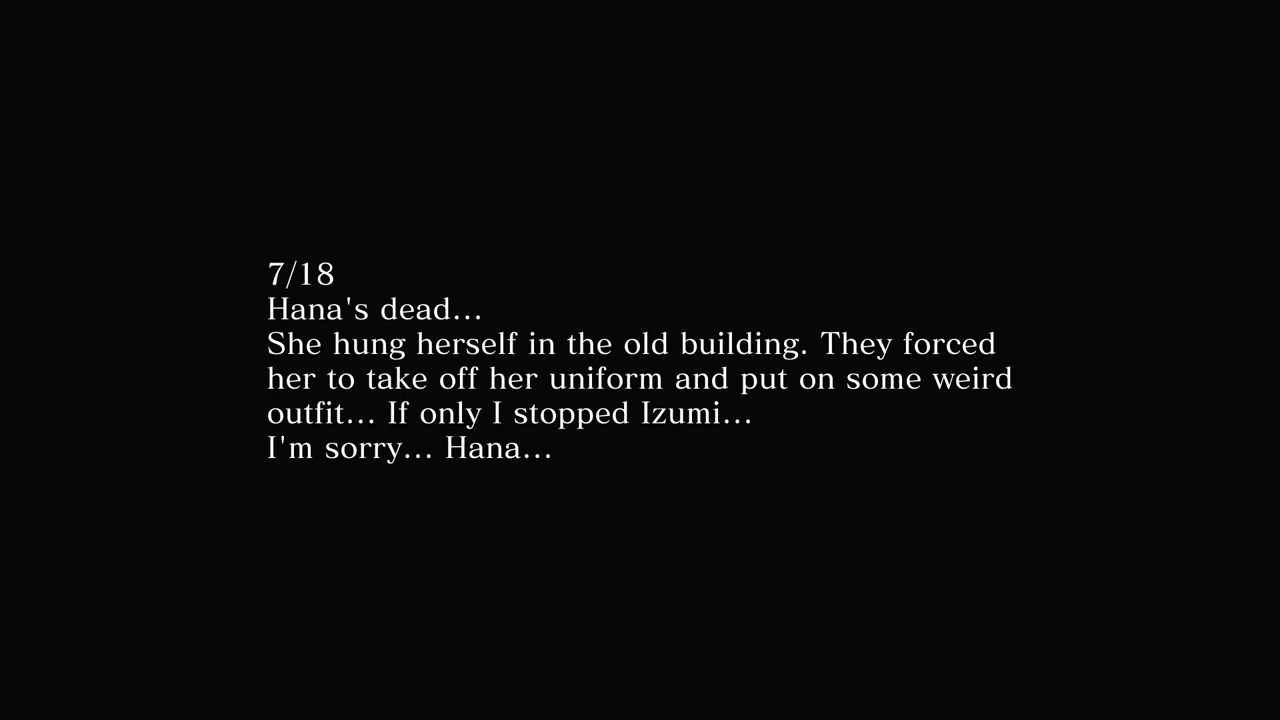 7/18
Hana's dead...
She hung herself in the old building. They forced
her to take off her uniform and put on some weird
outfit... If only I stopped Izumi...
I'm sorry... Hana...